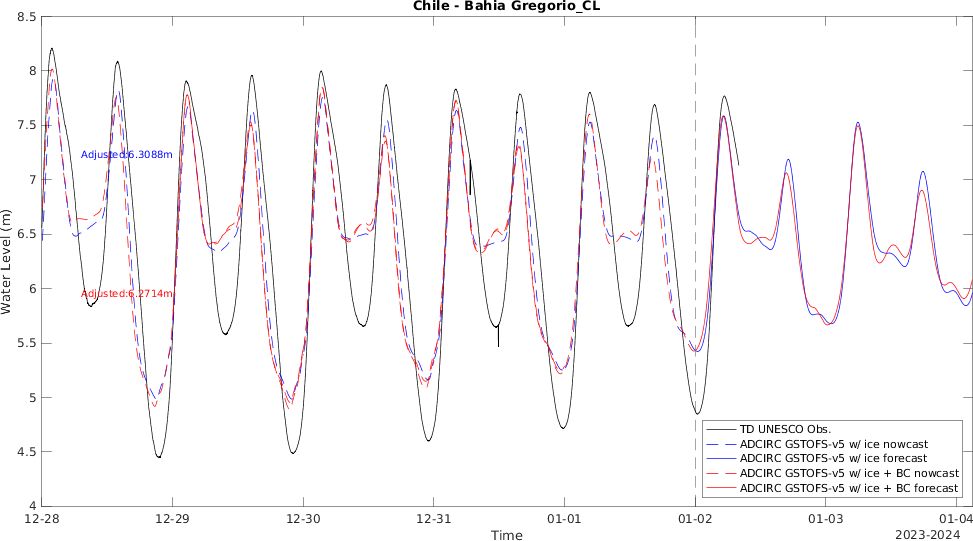 Chile - Bahia Gregorio_CL
8.5
8
7.5
7
6.5
6
5.5
5
4.5
4
Water Level (m)
Adjusted:6.3088m
Adjusted:6.2714m
TD UNESCO Obs.
ADCIRC GSTOFS-v5 w/ ice nowcast
ADCIRC GSTOFS-v5 w/ ice forecast
ADCIRC GSTOFS-v5 w/ ice + BC nowcast
ADCIRC GSTOFS-v5 w/ ice + BC forecast
12-28 12-29 12-30 12-31 01-01 01-02 01-03 01-04
Time
2023-2024